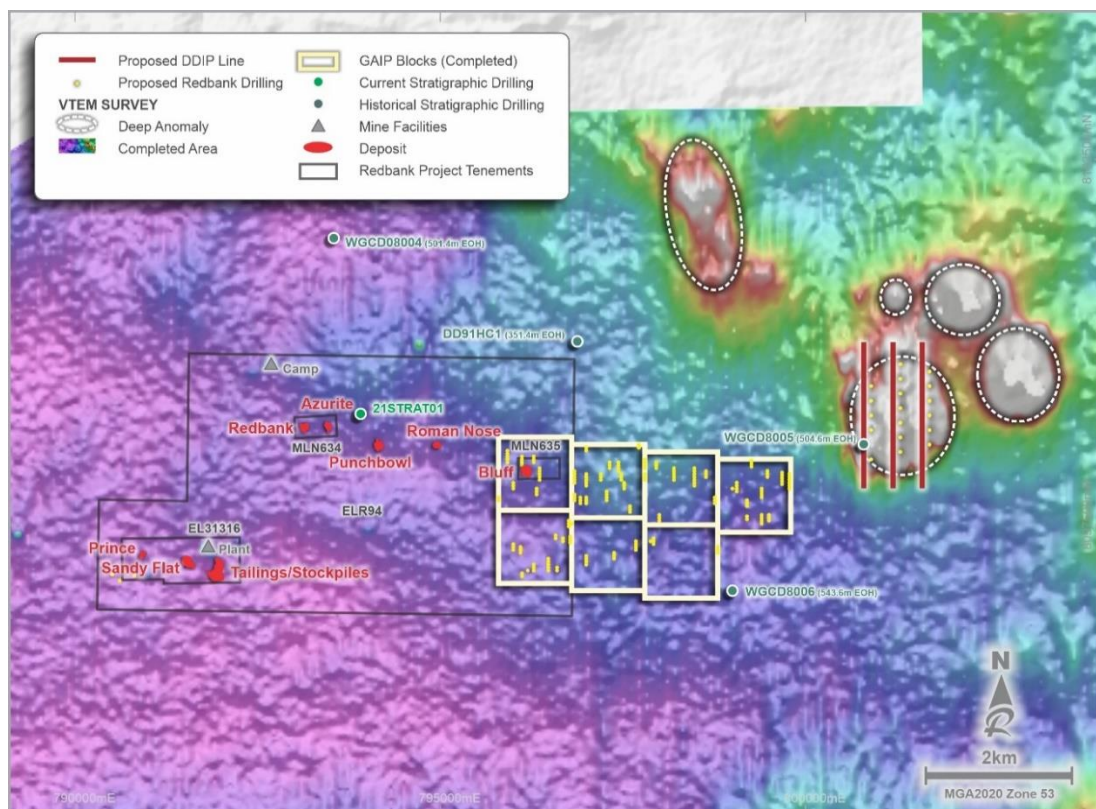 Proposed DDIP Line
Proposed Redbank Drilling
VTEM SURVEY
Deep Anomaly
Completed Area
GAIP Blocks (Completed)
Current Stratigraphic Drilling
Historical Stratigraphic Drilling
Mine Facilities
Deposit
Redbank Project Tenements
WGCD08004 (501.4m EOH)
DD91HC1 (351.4m EOH)
Camp
Azurite
21STRAT01
Redbank
Roman Nose
MLN634
Punchbowl
MLN635
WGCD8005 (504.6m EOH)
Bluff
ELR94
EL31316
Prince
Plant
Sandy Flat
Tailings/Stockpiles
WGCD8006 (543.6m EOH)
N
2km
MGA2020 Zone 53
790000mE
795000mE